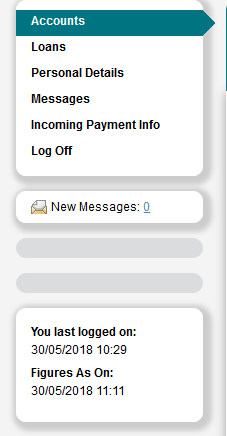 Accounts
Loans
Personal Details
Messages
Incoming Payment Info
Log Off
New Messages: 0
You last logged on:
30/05/2018 10:29
Figures As On:
30/05/2018 11:11